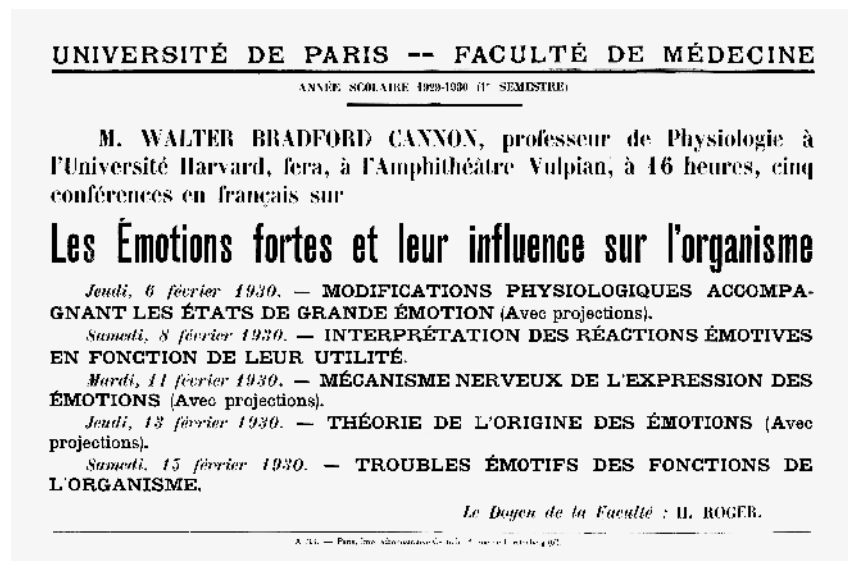 UNIVERSITÉ DE PARIS -- FACULTÉ DE MÉDECINE
ANNÉE SCOLAIRE 1929-1930 (1er SEMESTRE)
M. WALTER BRADFORD CANNON, professeur de Physiologie à
l'Université Harvard, fera, à l'Amphithéâtre Vulpian, à 16 heures, cinq
conférences en français sur
Les Émotions fortes et leur influence sur l'organisme
Jeudi, 6 février 1930. — MODIFICATIONS PHYSIOLOGIQUES ACCOMPA-
GNANT LES ÉTATS DE GRANDE ÉMOTION (Avec projections).
Samedi, 8 février 1930. — INTERPRÉTATION DES RÉACTIONS ÉMOTIVES
EN FONCTION DE LEUR UTILITÉ.
Mardi, 11 février 1930. — MÉCANISME NERVEUX DE L'EXPRESSION DES
ÉMOTIONS (Avec projections).
Jeudi, 13 février 1930. — THÉORIE DE L'ORIGINE DES ÉMOTIONS (Avec
projections).
Samedi, 15 février 1930. — TROUBLES ÉMOTIFS DES FONCTIONS DE
L'ORGANISME.
Le Doyen de la Faculté : H. ROGER.
— Paris,